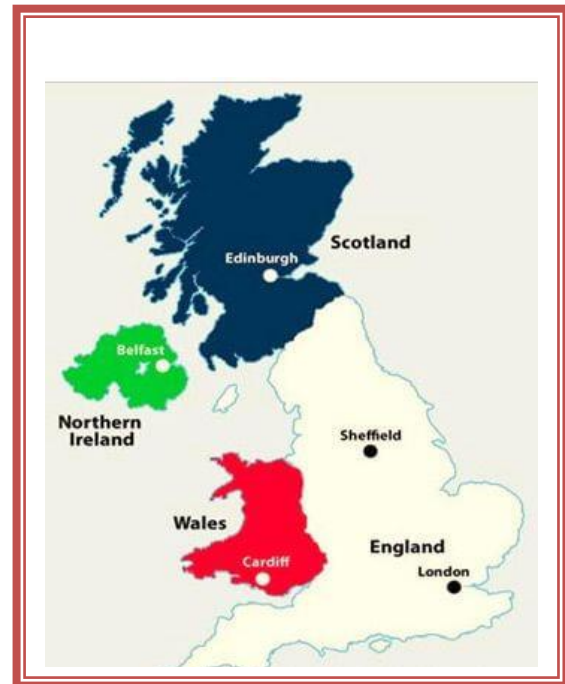 Scotland
Edinburgh
Belfast
Northern
Ireland
Sheffield
Wales
England
Cardiff
London